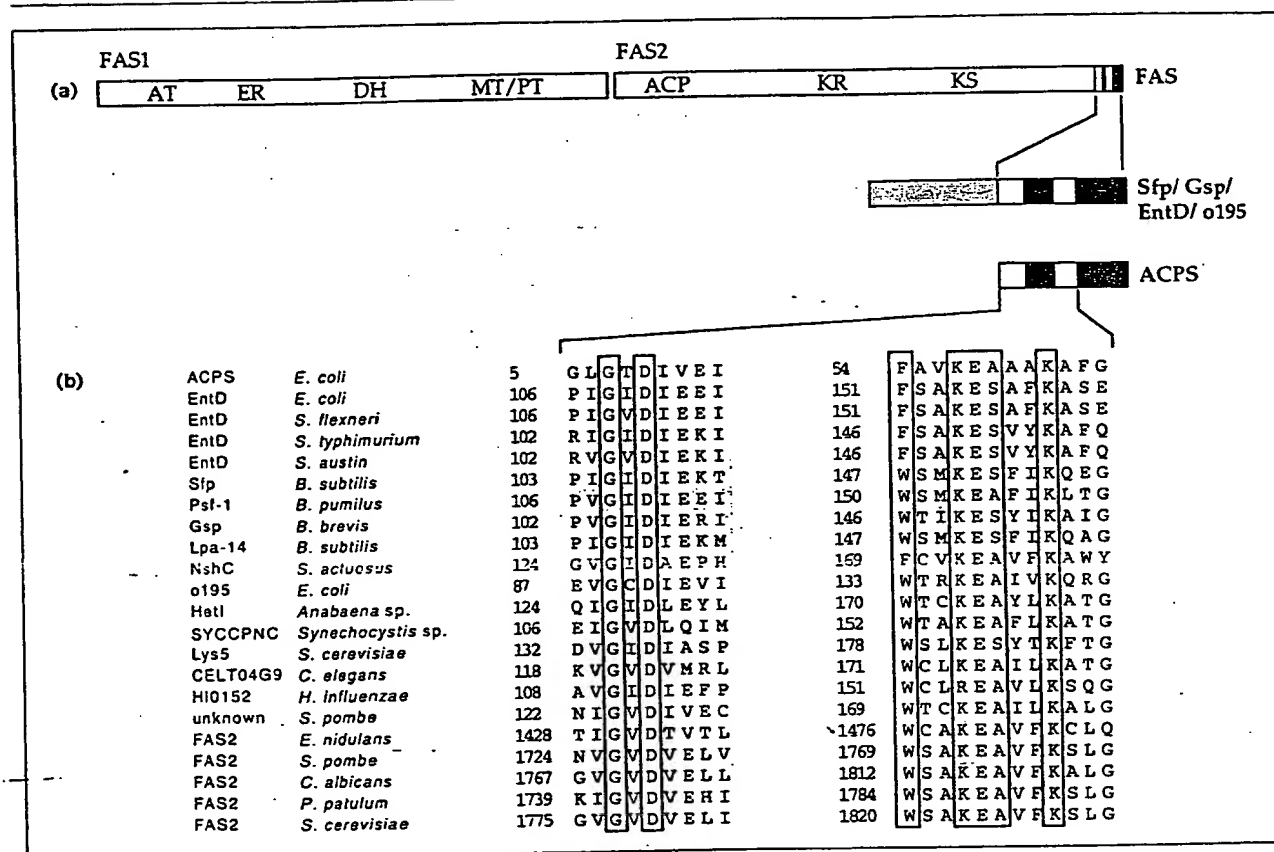 FAS1 FAS2
(a) AT ER DH MT/PT ACP KR KS FAS
Sfp/ Gsp/
EntD/ o195
ACPS
(b) ACPS E. coli 5 G L G T D I V E I 54 F A V K E A A A K A F G
EntD E. coli 106 P I G I D I E E I 151 F S A K E S A F K A S E
EntD S. flexneri 106 P I G V D I E E I 151 F S A K E S A F K A S E
EntD S. typhimurium 102 R I G I D I E K I 146 F S A K E S V Y K A F Q
EntD S. austin 102 R V G V D I E K I 146 F S A K E S V Y K A F Q
Sfp B. subtilis 103 P I G I D I E K T 147 W S M K E S F I K Q E G
Psf-1 B. pumilus 106 P V G I D I E E I 150 W S M K E A F I K L T G
Gsp B. brevis 102 P V G I D I E R I 146 W T I K E S Y I K A I G
Lpa-14 B. subtilis 103 P I G I D I E K M 147 W S M K E S F I K Q A G
NshC S. actuosus 124 G V G I D A E P H 169 F C V K E A V F K A W Y
o195 E. coli 87 E V G C D I E V I 133 W T R K E A I V K Q R G
HetI Anabaena sp. 124 Q I G I D L E Y L 170 W T C K E A Y L K A T G
SYCCPNC Synechocystis sp. 106 E I G V D L Q I M 152 W T A K E A F L K A T G
Lys5 S. cerevisiae 132 D V G I D I A S P 178 W S L K E S Y T K F T G
CELT04G9 C. elegans 118 K V G V D V M R L 171 W C L K E A I L K A T G
HI0152 H. influenzae 108 A V G I D I E F P 151 W C L R E A V L K S Q G
unknown S. pombe 122 N I G V D I V E C 169 W T C K E A I L K A L G
FAS2 E. nidulans 1428 T I G V D T V T L 1476 W C A K E A V F K C L Q
FAS2 S. pombe 1724 N V G V D V E L V 1769 W S A K E A V F K S L G
FAS2 C. albicans 1767 G V G V D V E L L 1812 W S A K E A V F K A L G
FAS2 P. patulum 1739 K I G V D V E H I 1784 W S A K E A V F K S L G
FAS2 S. cerevisiae 1775 G V G V D V E L I 1820 W S A K E A V F K S L G